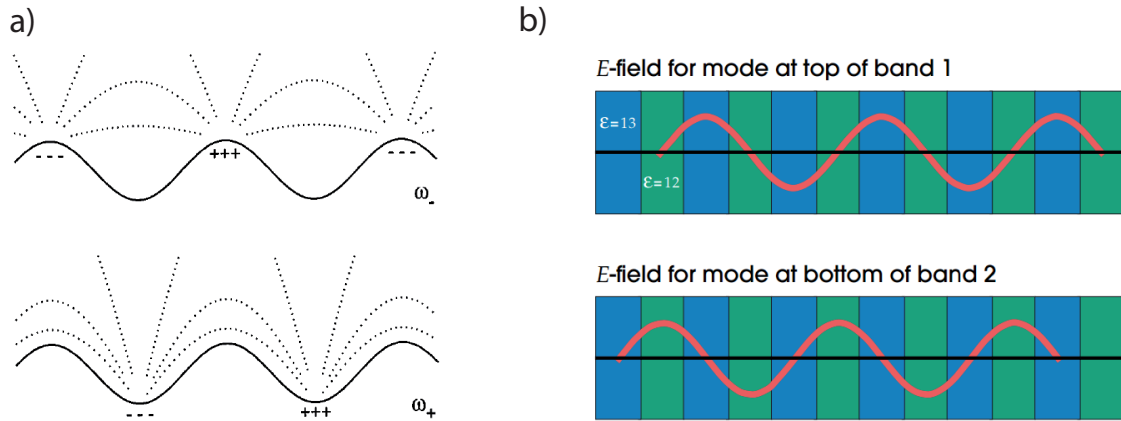 a)
- - -
+++
- - -
ω-
- - -
+++
ω+
b)
E-field for mode at top of band 1
ε=13
ε=12
E-field for mode at bottom of band 2